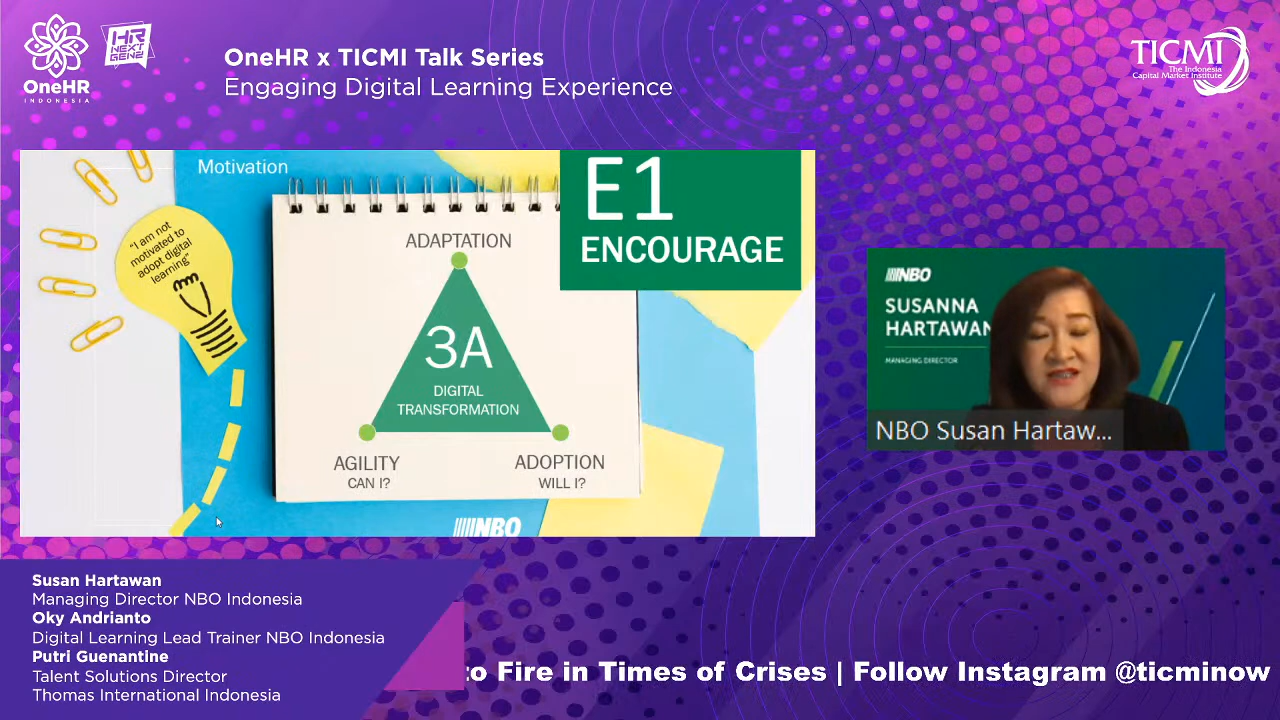 OneHR
INDONESIA
HR
NEXT
GEN
OneHR x TICMI Talk Series
Engaging Digital Learning Experience
TICMI
The Indonesia
Capital Market Institute
Motivation
"I am not
motivated to
adopt digital
learning"
E1
ENCOURAGE
ADAPTATION
3A
DIGITAL
TRANSFORMATION
AGILITY
CAN I?
ADOPTION
WILL I?
NBO
NBO
SUSANNA
HARTAWAN
MANAGING DIRECTOR
NBO Susan Hartaw...
Susan Hartawan
Managing Director NBO Indonesia
Oky Andrianto
Digital Learning Lead Trainer NBO Indonesia
Putri Guenantine
Talent Solutions Director
Thomas International Indonesia
to Fire in Times of Crises | Follow Instagram @ticminow